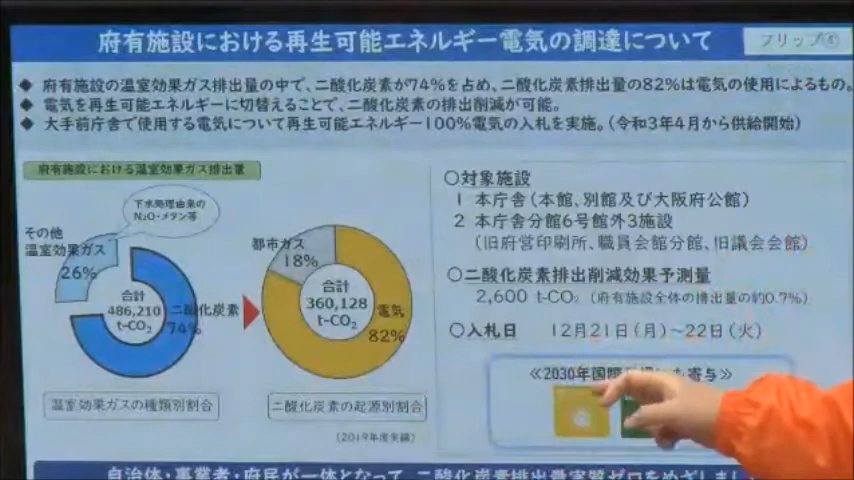 府有施設における再生可能エネルギー電気の調達について
フリップ④
◆ 府有施設の温室効果ガス排出量の中で、二酸化炭素が74%を占め、二酸化炭素排出量の82%は電気の使用によるもの。
◆ 電気を再生可能エネルギーに切替えることで、二酸化炭素の排出削減が可能。
◆ 大手前庁舎で使用する電気について再生可能エネルギー100%電気の入札を実施。(令和3年4月から供給開始)
府有施設における温室効果ガス排出量
下水処理由来の
N₂O・メタン等
その他
温室効果ガス
26%
合計
486,210
t-CO₂
二酸化炭素
74%
温室効果ガスの種類別割合
都市ガス
18%
合計
360,128
t-CO₂
電気
82%
二酸化炭素の起源別割合
(2019年度実績)
〇対象施設
1 本庁舎(本館、別館及び大阪府公館)
2 本庁舎分館6号館外3施設
(旧府営印刷所、職員会館分館、旧議会会館)
〇二酸化炭素排出削減効果予測量
2,600 t-CO₂ (府有施設全体の排出量の約0.7%)
〇入札日 12月21日(月)~22日(火)
≪2030年国際
寄与≫
自治体・事業者・府民が一体となって、二酸化炭素排出量実質ゼロをめざしまし